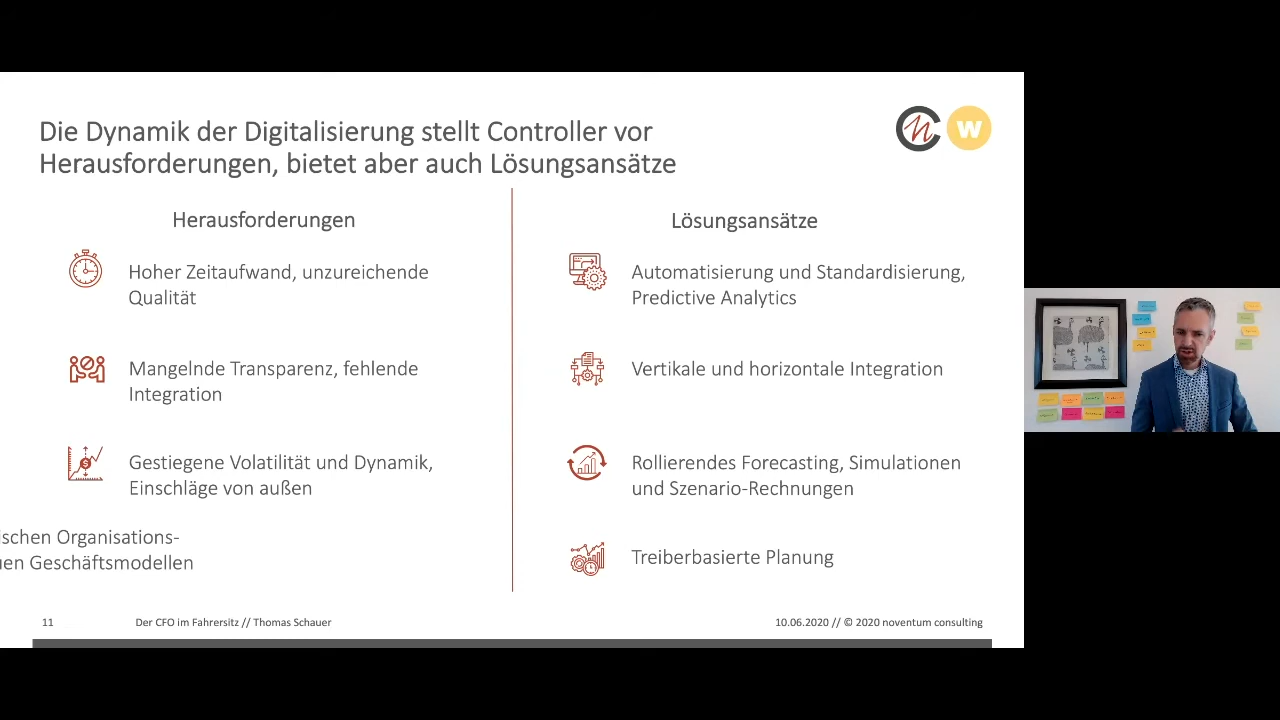 Die Dynamik der Digitalisierung stellt Controller vor
Herausforderungen, bietet aber auch Lösungsansätze
w
Herausforderungen
Hoher Zeitaufwand, unzureichende
Qualität
Mangelnde Transparenz, fehlende
Integration
Gestiegene Volatilität und Dynamik,
Einschläge von außen
Organisations-
Geschäftsmodellen
Lösungsansätze
Automatisierung und Standardisierung,
Predictive Analytics
Vertikale und horizontale Integration
Rollierendes Forecasting, Simulationen
und Szenario-Rechnungen
Treiberbasierte Planung
11
Der CFO im Fahrersitz // Thomas Schauer
10.06.2020 // © 2020 noventum consulting